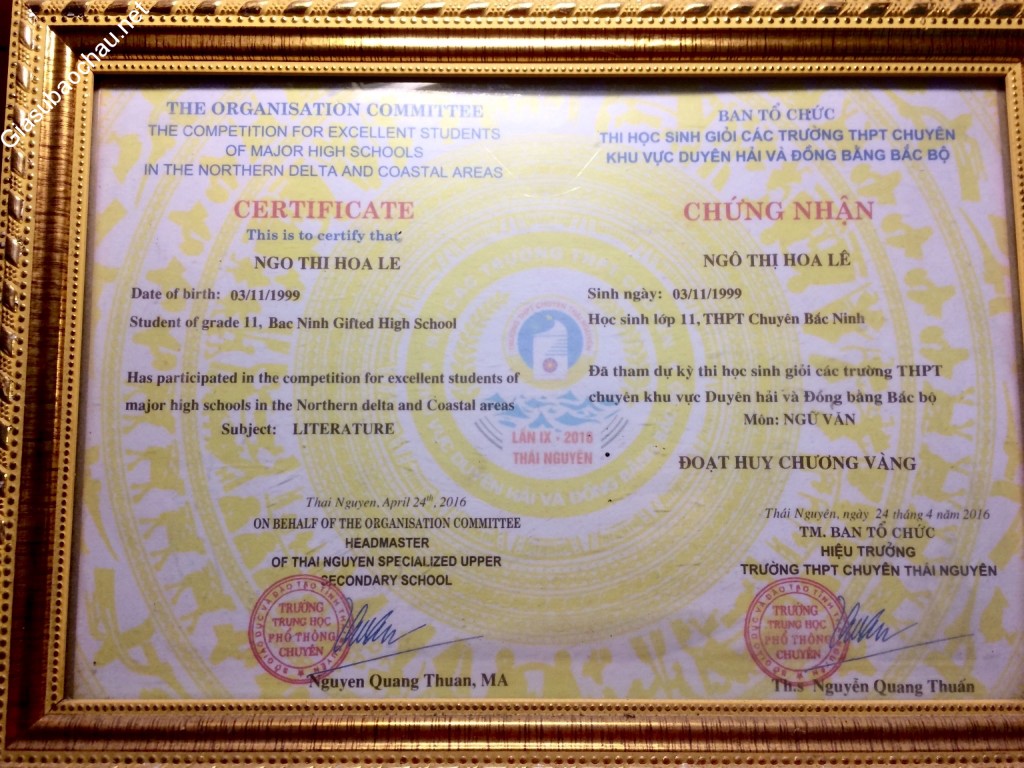 Giasubaochau.net
THE ORGANISATION COMMITTEE
THE COMPETITION FOR EXCELLENT STUDENTS
OF MAJOR HIGH SCHOOLS
IN THE NORTHERN DELTA AND COASTAL AREAS
CERTIFICATE
This is to certify that
NGO THI HOA LE
Date of birth: 03/11/1999
Student of grade 11, Bac Ninh Gifted High School
Has participated in the competition for excellent students of
major high schools in the Northern delta and Coastal areas
Subject: LITERATURE
Thai Nguyen, April 24th, 2016
ON BEHALF OF THE ORGANISATION COMMITTEE
HEADMASTER
OF THAI NGUYEN SPECIALIZED UPPER
SECONDARY SCHOOL
TRƯỜNG
TRUNG HỌC
PHỔ THÔNG
CHUYÊN
Nguyen Quang Thuan, MA
BAN TỔ CHỨC
THI HỌC SINH GIỎI CÁC TRƯỜNG THPT CHUYÊN
KHU VỰC DUYÊN HẢI VÀ ĐỒNG BẰNG BẮC BỘ
CHỨNG NHẬN
NGÔ THỊ HOA LÊ
Sinh ngày: 03/11/1999
Học sinh lớp 11, THPT Chuyên Bắc Ninh
Đã tham dự kỳ thi học sinh giỏi các trường THPT
chuyên khu vực Duyên hải và Đồng bằng Bắc bộ
Môn: NGỮ VĂN
ĐOẠT HUY CHƯƠNG VÀNG
Thái Nguyên, ngày 24 tháng 4 năm 2016
TM. BAN TỔ CHỨC
HIỆU TRƯỞNG
TRƯỜNG THPT CHUYÊN THÁI NGUYÊN
TRƯỜNG
TRUNG HỌC
PHỔ THÔNG
CHUYÊN
Th.s Nguyễn Quang Thuấn
LẦN IX - 2016
THÁI NGUYÊN